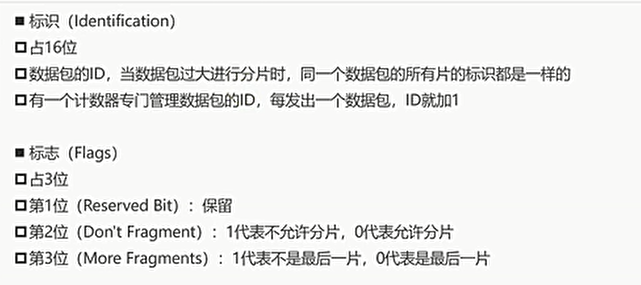 ■ 标识（Identification）
□ 占16位
□ 数据包的ID，当数据包过大进行分片时，同一个数据包的所有片的标识都是一样的
□ 有一个计数器专门管理数据包的ID，每发出一个数据包，ID就加1
■ 标志（Flags）
□ 占3位
□ 第1位（Reserved Bit）：保留
□ 第2位（Don't Fragment）：1代表不允许分片，0代表允许分片
□ 第3位（More Fragments）：1代表不是最后一片，0代表是最后一片